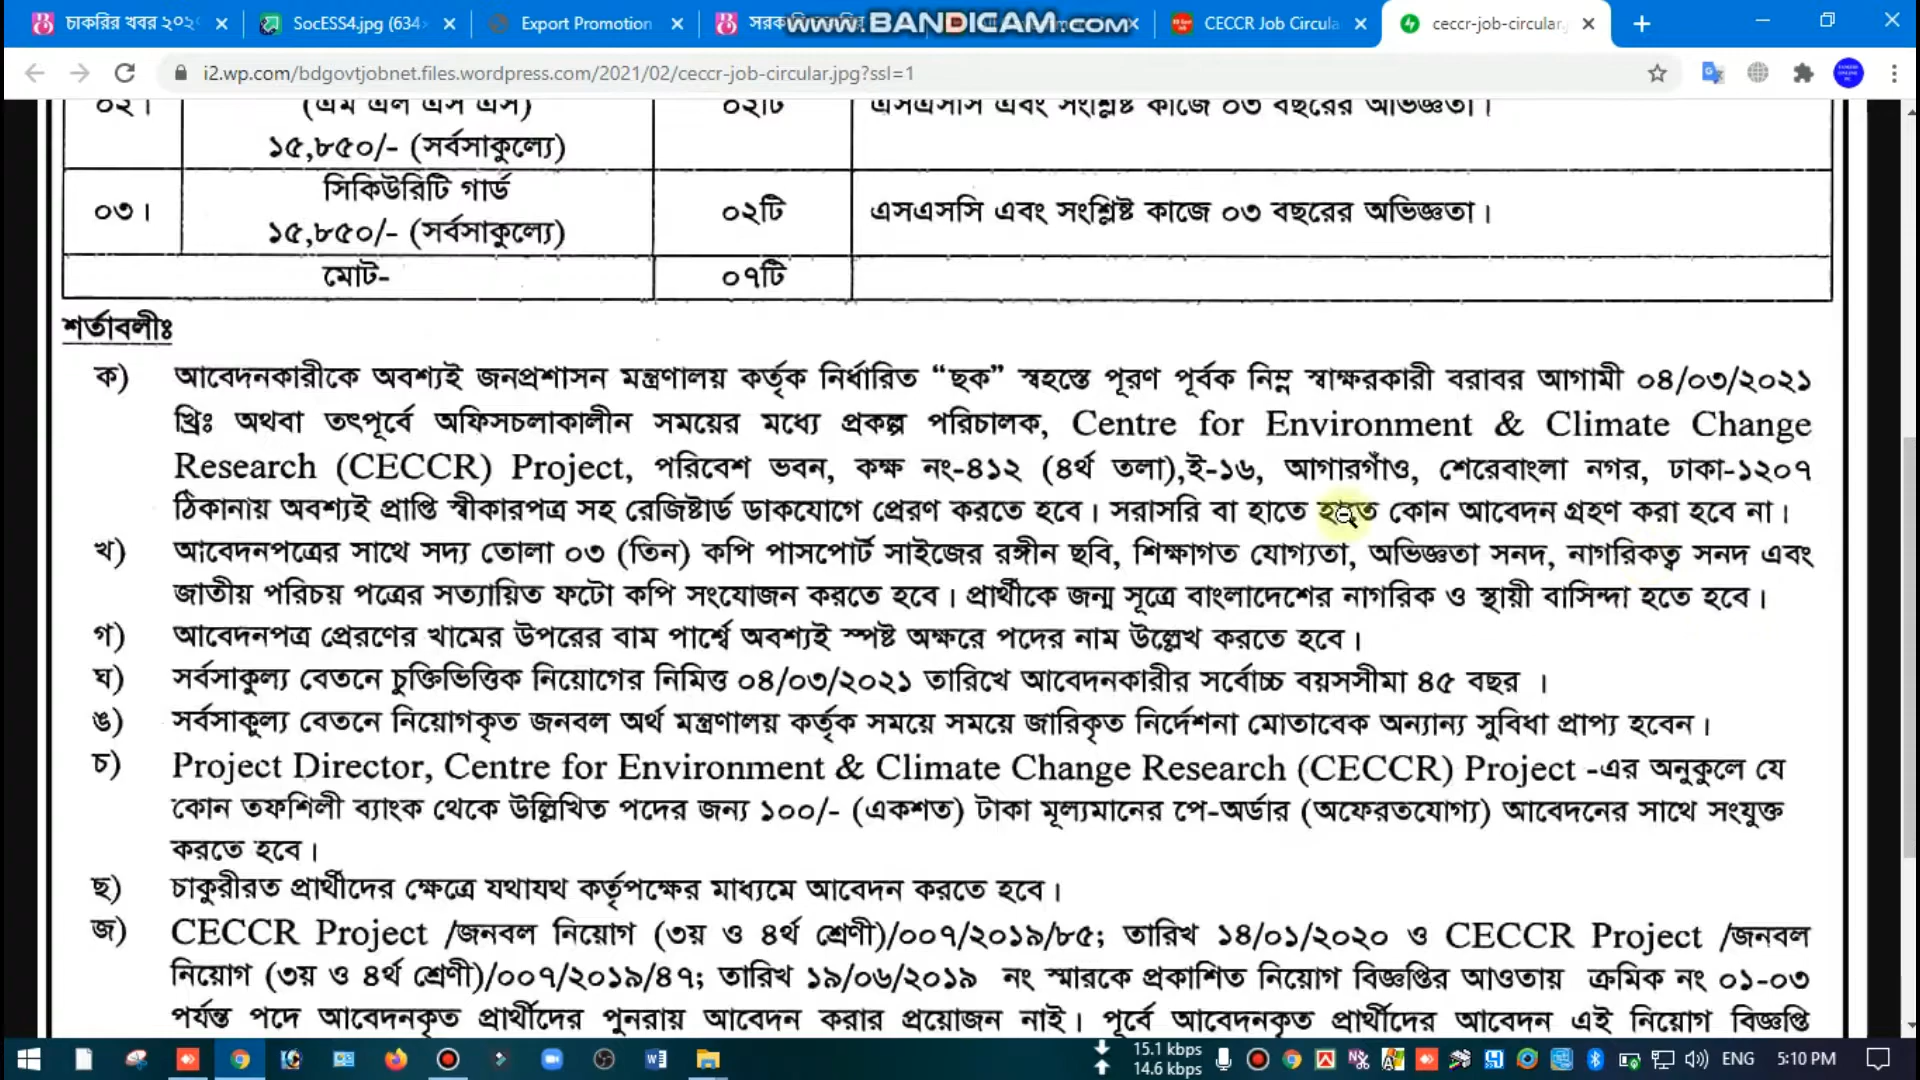 চাকরির খবর ২০২
SocESS4.jpg (634
Export Promotion
সরক
www.BANDICAM.com
CECCR Job Circula
ceccr-job-circular.
i2.wp.com/bdgovtjobnet.files.wordpress.com/2021/02/ceccr-job-circular.jpg?ssl=1
০২। (এম এল এস এস) ০২টি এসএসসি এবং সংশ্লিষ্ট কাজে ০৩ বছরের অভিজ্ঞতা।
১৫,৮৫০/- (সর্বসাকুল্যে)
সিকিউরিটি গার্ড
০৩। ০২টি এসএসসি এবং সংশ্লিষ্ট কাজে ০৩ বছরের অভিজ্ঞতা।
১৫,৮৫০/- (সর্বসাকুল্যে)
মোট- ০৭টি
শর্তাবলীঃ
ক) আবেদনকারীকে অবশ্যই জনপ্রশাসন মন্ত্রণালয় কর্তৃক নির্ধারিত “ছক” স্বহস্তে পূরণ পূর্বক নিম্ন স্বাক্ষরকারী বরাবর আগামী ০৪/০৩/২০২১
খ্রিঃ অথবা তৎপূর্বে অফিসচলাকালীন সময়ের মধ্যে প্রকল্প পরিচালক, Centre for Environment & Climate Change
Research (CECCR) Project, পরিবেশ ভবন, কক্ষ নং-৪১২ (৪র্থ তলা),ই-১৬, আগারগাঁও, শেরেবাংলা নগর, ঢাকা-১২০৭
ঠিকানায় অবশ্যই প্রাপ্তি স্বীকারপত্র সহ রেজিষ্টার্ড ডাকযোগে প্রেরণ করতে হবে। সরাসরি বা হাতে হাতে কোন আবেদন গ্রহণ করা হবে না।
খ) আবেদনপত্রের সাথে সদ্য তোলা ০৩ (তিন) কপি পাসপোর্ট সাইজের রঙ্গীন ছবি, শিক্ষাগত যোগ্যতা, অভিজ্ঞতা সনদ, নাগরিকত্ব সনদ এবং
জাতীয় পরিচয় পত্রের সত্যায়িত ফটো কপি সংযোজন করতে হবে। প্রার্থীকে জন্ম সূত্রে বাংলাদেশের নাগরিক ও স্থায়ী বাসিন্দা হতে হবে।
গ) আবেদনপত্র প্রেরণের খামের উপরের বাম পার্শ্বে অবশ্যই স্পষ্ট অক্ষরে পদের নাম উল্লেখ করতে হবে।
ঘ) সর্বসাকুল্য বেতনে চুক্তিভিত্তিক নিয়োগের নিমিত্ত ০৪/০৩/২০২১ তারিখে আবেদনকারীর সর্বোচ্চ বয়সসীমা ৪৫ বছর ।
ঙ) সর্বসাকুল্য বেতনে নিয়োগকৃত জনবল অর্থ মন্ত্রণালয় কর্তৃক সময়ে সময়ে জারিকৃত নির্দেশনা মোতাবেক অন্যান্য সুবিধা প্রাপ্য হবেন।
চ) Project Director, Centre for Environment & Climate Change Research (CECCR) Project -এর অনুকুলে যে
কোন তফশিলী ব্যাংক থেকে উল্লিখিত পদের জন্য ১০০/- (একশত) টাকা মূল্যমানের পে-অর্ডার (অফেরতযোগ্য) আবেদনের সাথে সংযুক্ত
করতে হবে।
ছ) চাকুরীরত প্রার্থীদের ক্ষেত্রে যথাযথ কর্তৃপক্ষের মাধ্যমে আবেদন করতে হবে।
জ) CECCR Project /জনবল নিয়োগ (৩য় ও ৪র্থ শ্রেণী)/০০৭/২০১৯/৮৫; তারিখ ১৪/০১/২০২০ ও CECCR Project /জনবল
নিয়োগ (৩য় ও ৪র্থ শ্রেণী)/০০৭/২০১৯/৪৭; তারিখ ১৯/০৬/২০১৯ নং স্মারকে প্রকাশিত নিয়োগ বিজ্ঞপ্তির আওতায় ক্রমিক নং ০১-০৩
পর্যন্ত পদে আবেদনকৃত প্রার্থীদের পুনরায় আবেদন করার প্রয়োজন নাই। পূর্বে আবেদনকৃত প্রার্থীদের আবেদন এই নিয়োগ বিজ্ঞপ্তি
15.1 kbps
14.6 kbps
ENG 5:10 PM